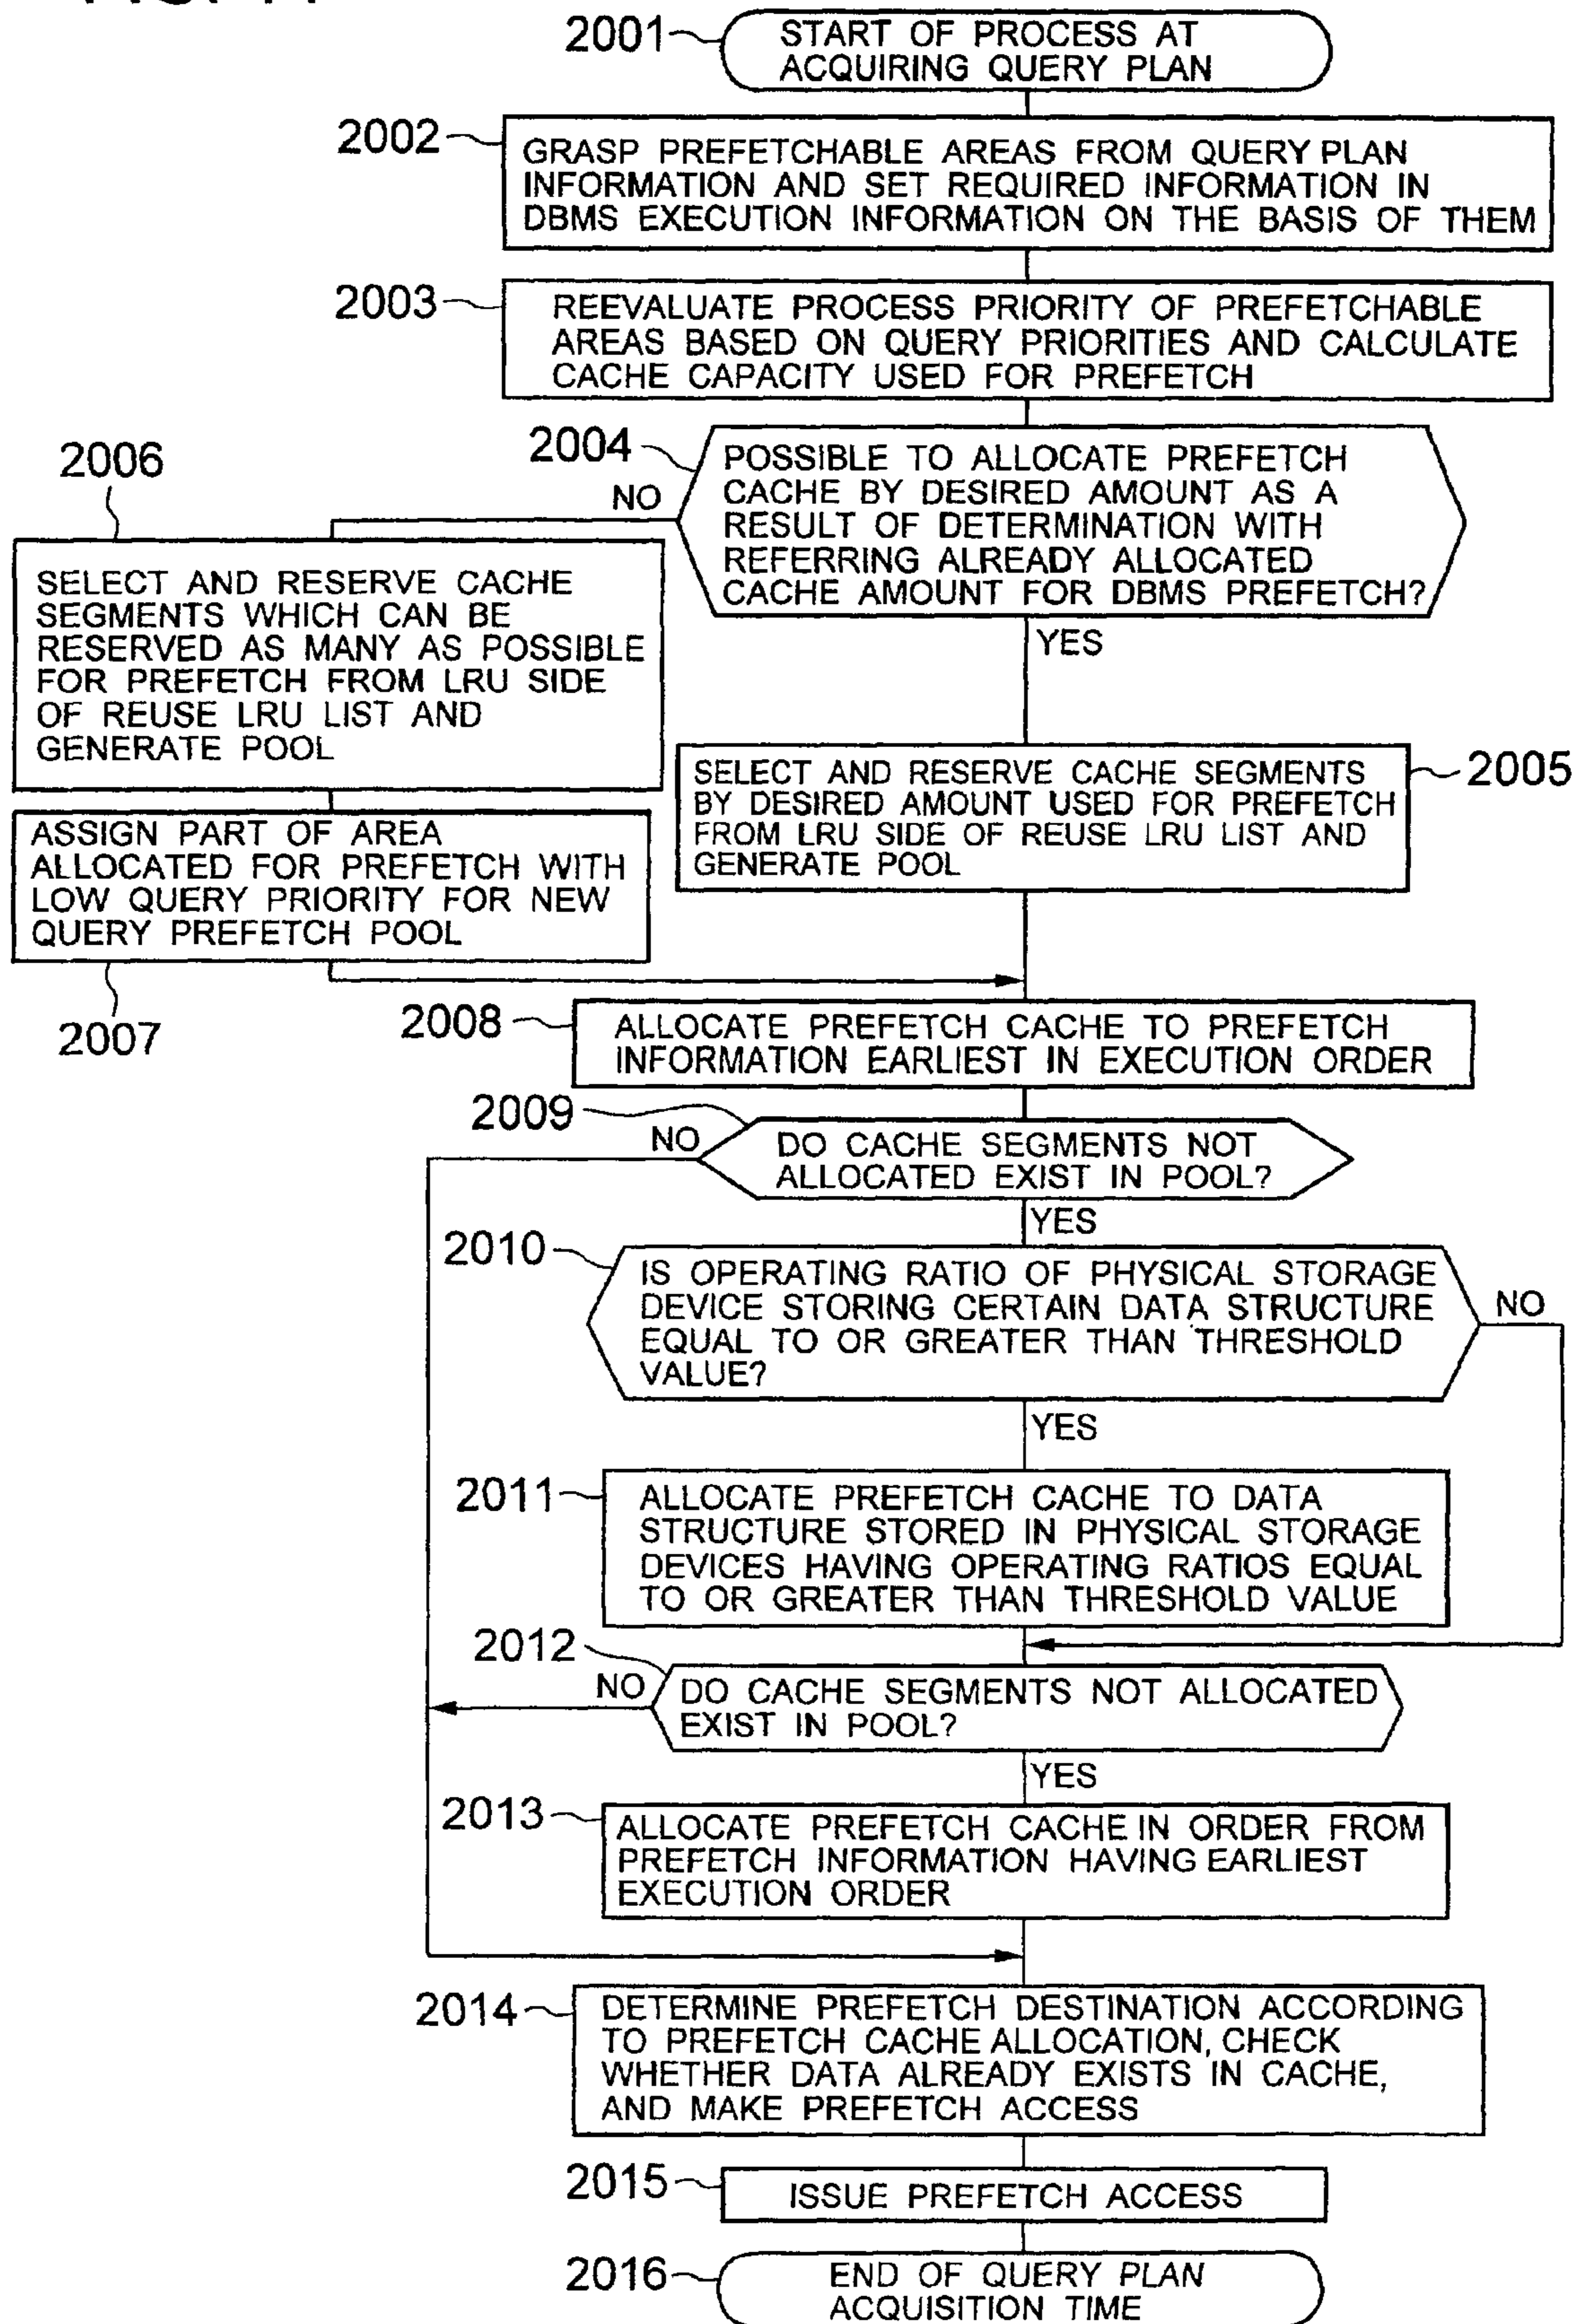 2001
START OF PROCESS AT
ACQUIRING QUERY PLAN
2002
GRASP PREFETCHABLE AREAS FROM QUERY PLAN
INFORMATION AND SET REQUIRED INFORMATION IN
DBMS EXECUTION INFORMATION ON THE BASIS OF THEM
2003
REEVALUATE PROCESS PRIORITY OF PREFETCHABLE
AREAS BASED ON QUERY PRIORITIES AND CALCULATE
CACHE CAPACITY USED FOR PREFETCH
2004
POSSIBLE TO ALLOCATE PREFETCH
CACHE BY DESIRED AMOUNT AS A
RESULT OF DETERMINATION WITH
REFERRING ALREADY ALLOCATED
CACHE AMOUNT FOR DBMS PREFETCH?
NO
YES
2006
SELECT AND RESERVE CACHE
SEGMENTS WHICH CAN BE
RESERVED AS MANY AS POSSIBLE
FOR PREFETCH FROM LRU SIDE
OF REUSE LRU LIST AND
GENERATE POOL
2005
SELECT AND RESERVE CACHE SEGMENTS
BY DESIRED AMOUNT USED FOR PREFETCH
FROM LRU SIDE OF REUSE LRU LIST AND
GENERATE POOL
ASSIGN PART OF AREA
ALLOCATED FOR PREFETCH WITH
LOW QUERY PRIORITY FOR NEW
QUERY PREFETCH POOL
2007
2008
ALLOCATE PREFETCH CACHE TO PREFETCH
INFORMATION EARLIEST IN EXECUTION ORDER
2009
NO
DO CACHE SEGMENTS NOT
ALLOCATED EXIST IN POOL?
YES
2010
IS OPERATING RATIO OF PHYSICAL STORAGE
DEVICE STORING CERTAIN DATA STRUCTURE
EQUAL TO OR GREATER THAN THRESHOLD
VALUE?
NO
YES
2011
ALLOCATE PREFETCH CACHE TO DATA
STRUCTURE STORED IN PHYSICAL STORAGE
DEVICES HAVING OPERATING RATIOS EQUAL
TO OR GREATER THAN THRESHOLD VALUE
2012
NO
DO CACHE SEGMENTS NOT ALLOCATED
EXIST IN POOL?
YES
2013
ALLOCATE PREFETCH CACHE IN ORDER FROM
PREFETCH INFORMATION HAVING EARLIEST
EXECUTION ORDER
2014
DETERMINE PREFETCH DESTINATION ACCORDING
TO PREFETCH CACHE ALLOCATION, CHECK
WHETHER DATA ALREADY EXISTS IN CACHE,
AND MAKE PREFETCH ACCESS
2015
ISSUE PREFETCH ACCESS
2016
END OF QUERY PLAN
ACQUISITION TIME